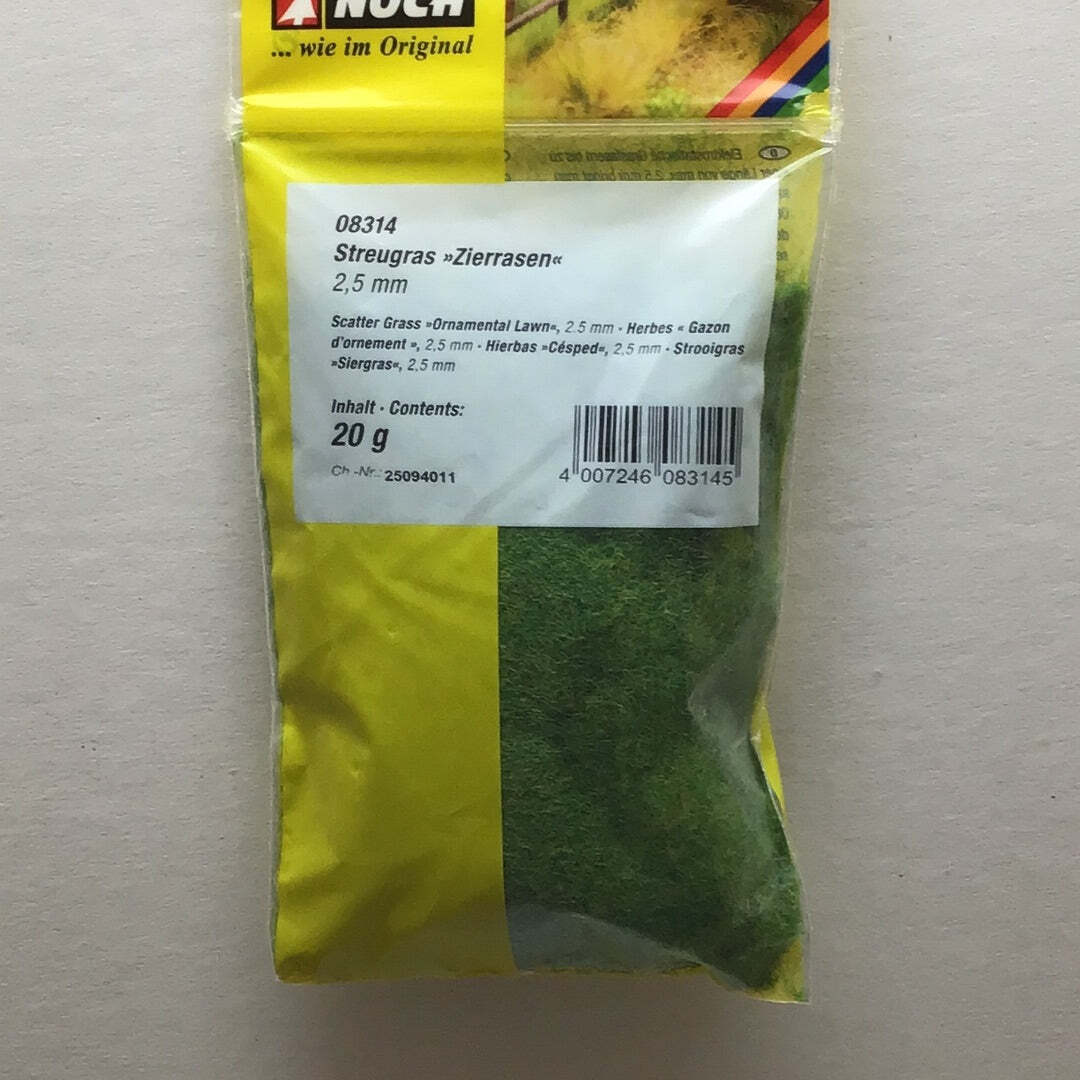 NOCH
... wie im Original
08314
Streugras »Zierrasen«
2,5 mm
Scatter Grass »Ornamental Lawn«, 2.5 mm · Herbes « Gazon
d'ornement », 2,5 mm · Hierbas »Césped«, 2,5 mm · Strooigras
»Siergras«, 2,5 mm
Inhalt · Contents:
20 g
Ch.-Nr.: 25094011
4 007246 083145